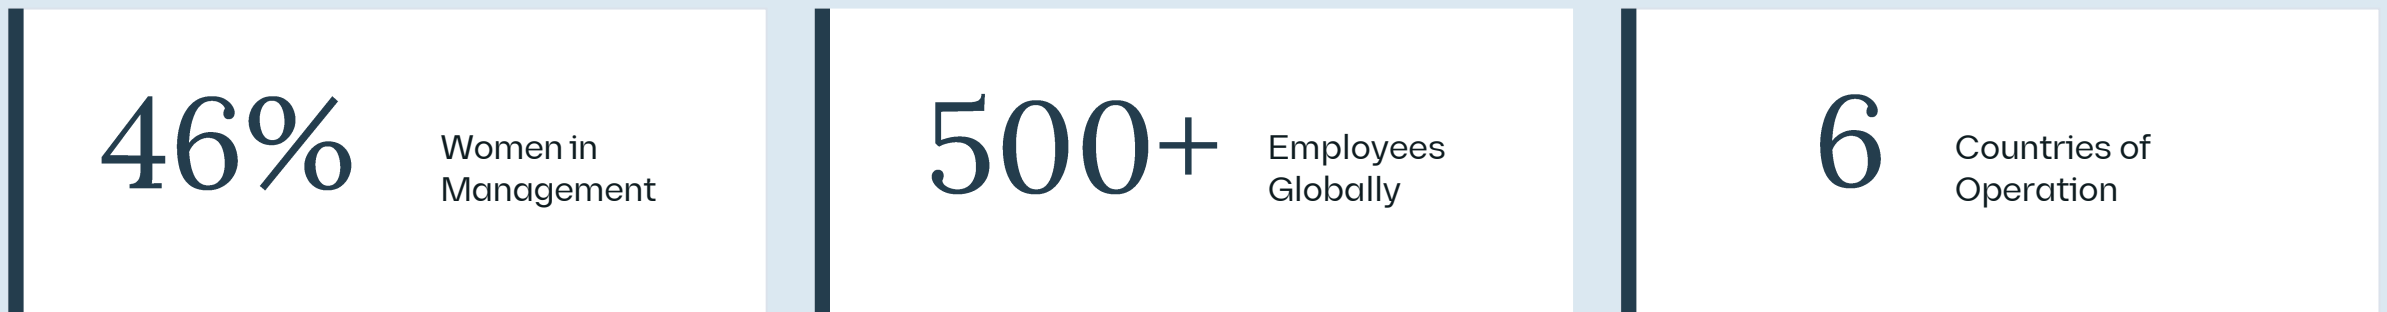 46%
Women in
Management
500+
Employees
Globally
6
Countries of
Operation